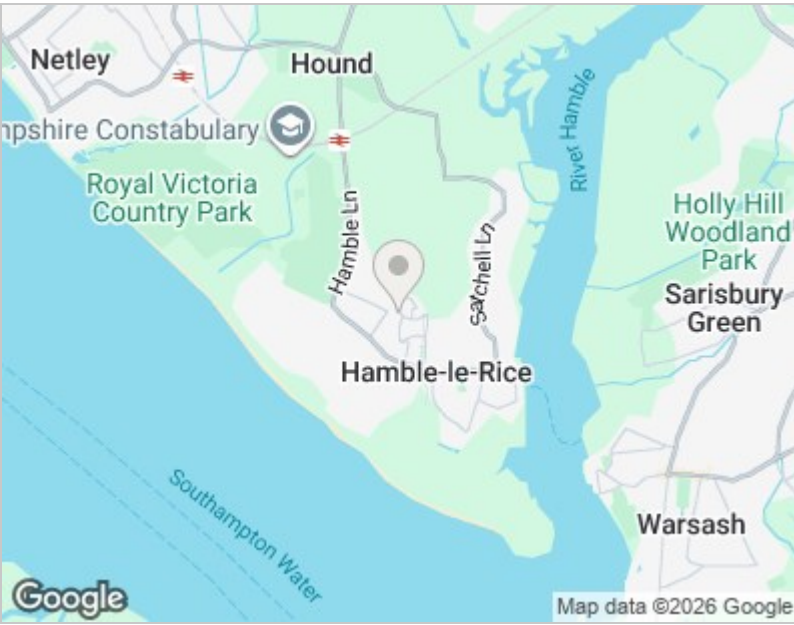 Netley
Hound
mpshire Constabulary
Royal Victoria
Country Park
Hamble Ln
Satchell Ln
River Hamble
Holly Hill
Woodland
Park
Sarisbury
Green
Hamble-le-Rice
Southampton Water
Warsash
Google
Map data ©2026 Google